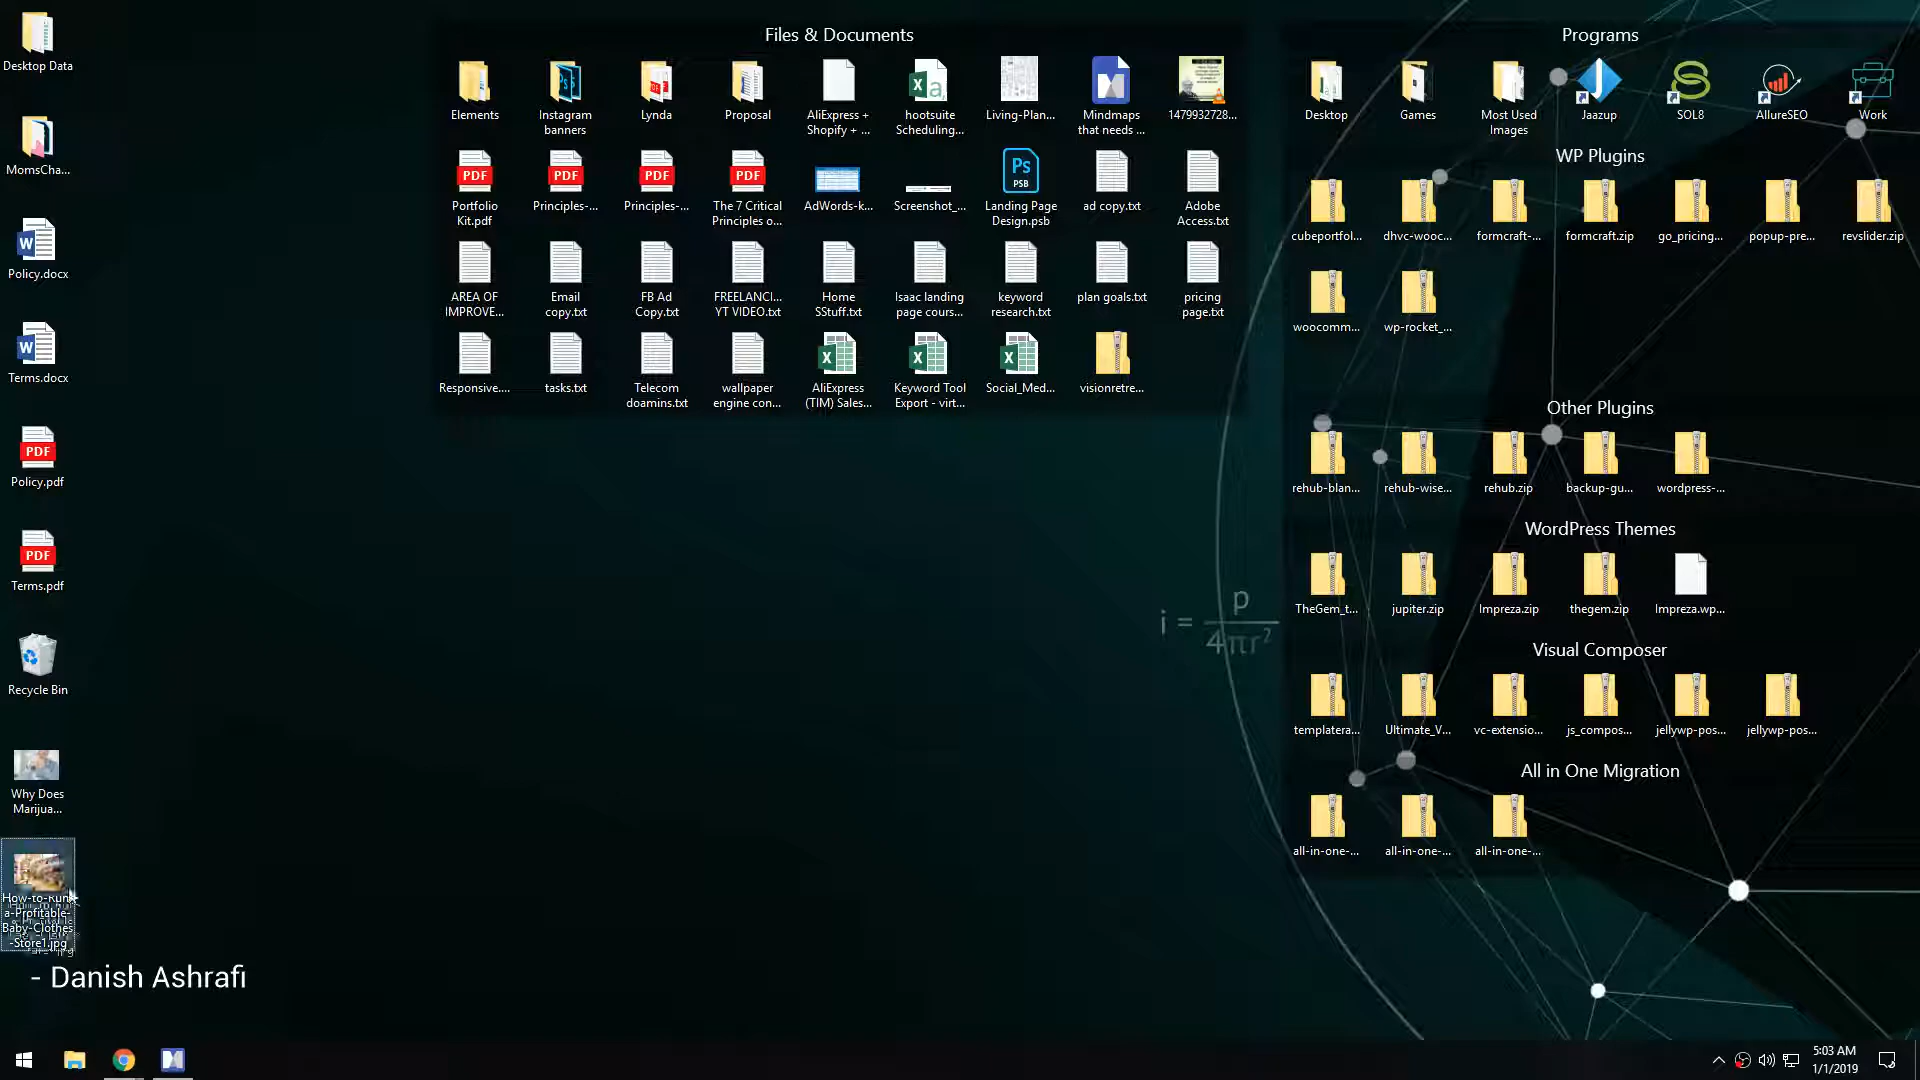 Desktop Data
MomsCha...
Policy.docx
Terms.docx
Policy.pdf
Terms.pdf
Recycle Bin
Why Does
Marijua...
How-to-Run-
a-Profitable-
Baby-Clothes
-Store1.jpg
- Danish Ashrafi
Files & Documents
Elements
Instagram
banners
Lynda
Proposal
AliExpress +
Shopify + ...
hootsuite
Scheduling...
Living-Plan...
Mindmaps
that needs ...
1479932728...
Portfolio
Kit.pdf
Principles-...
Principles-...
The 7 Critical
Principles o...
AdWords-k...
Screenshot_...
Landing Page
Design.psb
ad copy.txt
Adobe
Access.txt
AREA OF
IMPROVE...
Email
copy.txt
FB Ad
Copy.txt
FREELANCI...
YT VIDEO.txt
Home
SStuff.txt
Isaac landing
page cours...
keyword
research.txt
plan goals.txt
pricing
page.txt
Responsive....
tasks.txt
Telecom
doamins.txt
wallpaper
engine con...
AliExpress
(TIM) Sales...
Keyword Tool
Export - virt...
Social_Med...
visionretre...
i = p / 4πr²
Programs
Desktop
Games
Most Used
Images
Jaazup
SOL8
AllureSEO
Work
WP Plugins
cubeportfol...
dhvc-wooc...
formcraft-...
formcraft.zip
go_pricing...
popup-pre...
revslider.zip
woocomm...
wp-rocket_...
Other Plugins
rehub-blan...
rehub-wise...
rehub.zip
backup-gu...
wordpress-...
WordPress Themes
TheGem_t...
jupiter.zip
Impreza.zip
thegem.zip
Impreza.wp...
Visual Composer
templatera...
Ultimate_V...
vc-extensio...
js_compos...
jellywp-pos...
jellywp-pos...
All in One Migration
all-in-one-...
all-in-one-...
all-in-one-...
5:03 AM
1/1/2019